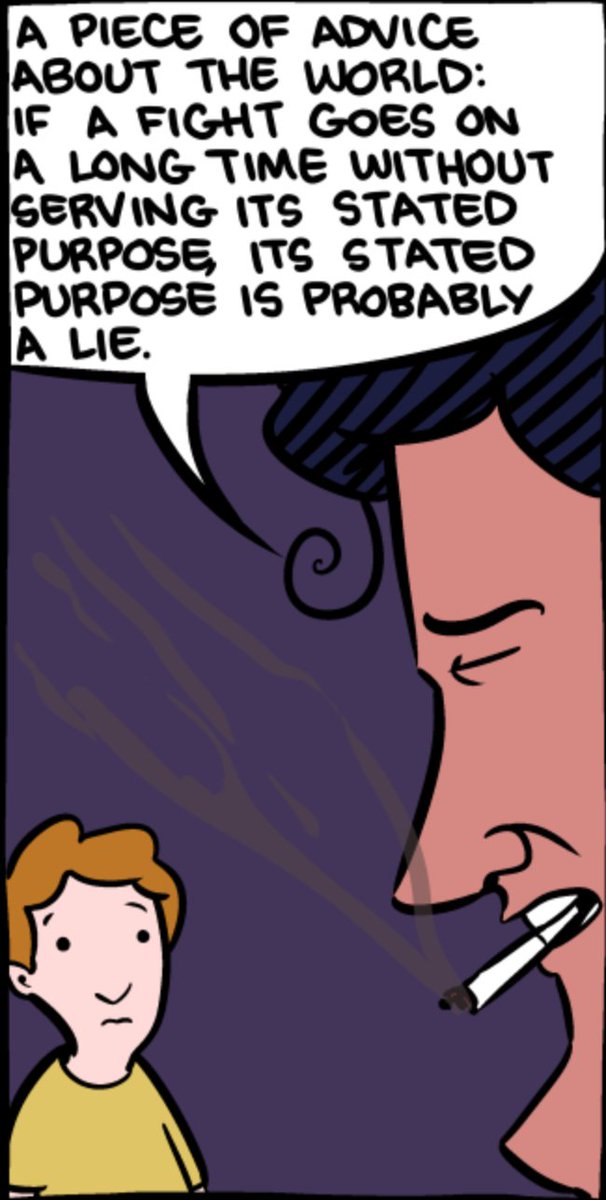 A PIECE OF ADVICE
ABOUT THE WORLD:
IF A FIGHT GOES ON
A LONG TIME WITHOUT
SERVING ITS STATED
PURPOSE, ITS STATED
PURPOSE IS PROBABLY
A LIE.